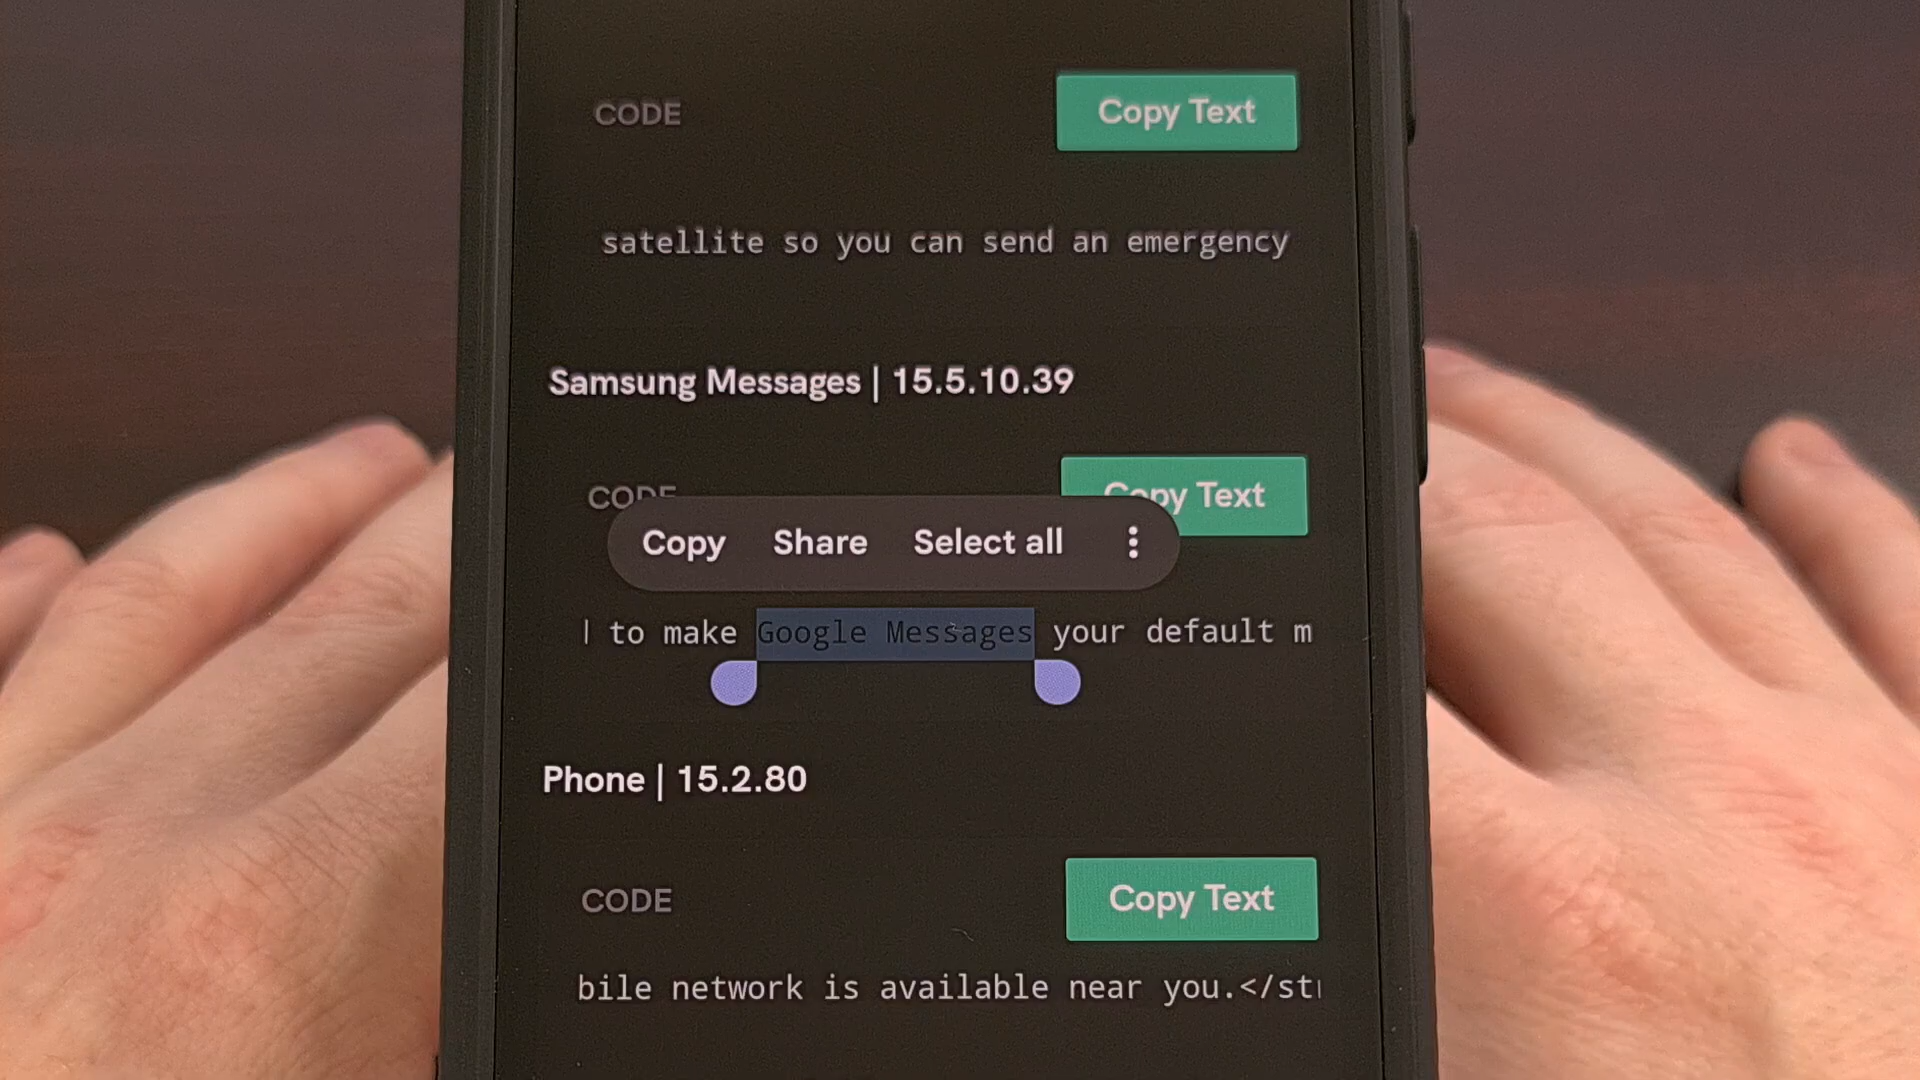 CODE
Copy Text
satellite so you can send an emergency
Samsung Messages | 15.5.10.39
CODE
Copy Text
Copy Share Select all
to make Google Messages your default m
Phone | 15.2.80
CODE
Copy Text
bile network is available near you.</st